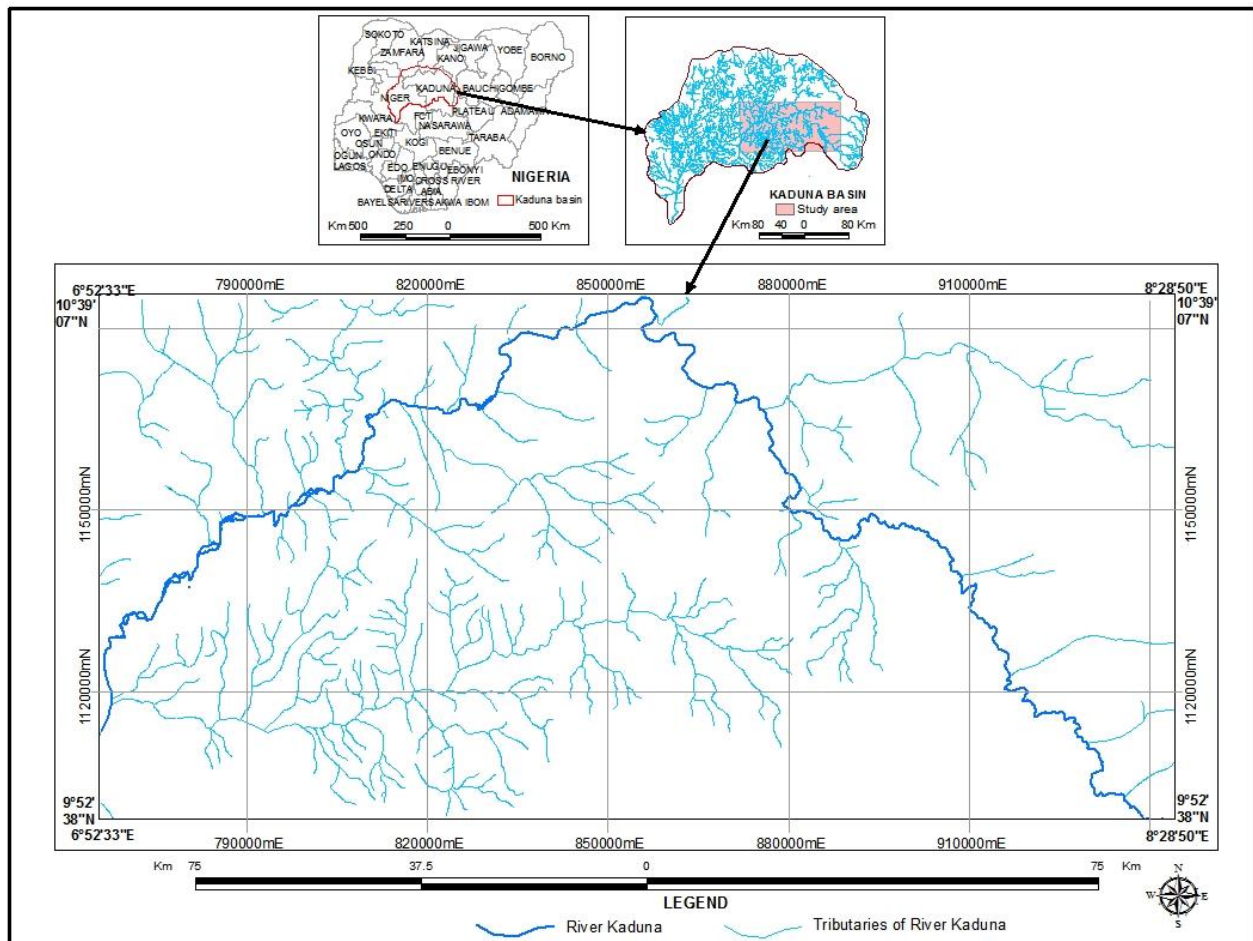 SOKOTO
KATSINA
ZAMFARA
JIGAWA
YOBE
KANO
BORNO
KEBBI
KADUNA
BAUCHI
GOMBE
NIGER
PLATEAU
ADAMAWA
FCT
KWARA
NASARAWA
OYO
EKITI
KOGI
TARABA
OSUN
BENUE
OGUN
ONDO
LAGOS
EDO
ENUGU
EBONYI
IMO
CROSS RIVER
DELTA
ABIA
BAYELSA
RIVERS
AKWA IBOM
NIGERIA
Kaduna basin
Km 500 250 0 500 Km
KADUNA BASIN
Study area
Km 80 40 0 80 Km
6°52'33"E 790000mE 820000mE 850000mE 880000mE 910000mE 8°28'50"E
10°39'
07"N
10°39'
07"N
1150000mN
1150000mN
1120000mN
1120000mN
9°52'
38"N
9°52'
38"N
6°52'33"E 790000mE 820000mE 850000mE 880000mE 910000mE 8°28'50"E
Km 75 37.5 0 75 Km
N
W E
S
LEGEND
River Kaduna Tributaries of River Kaduna